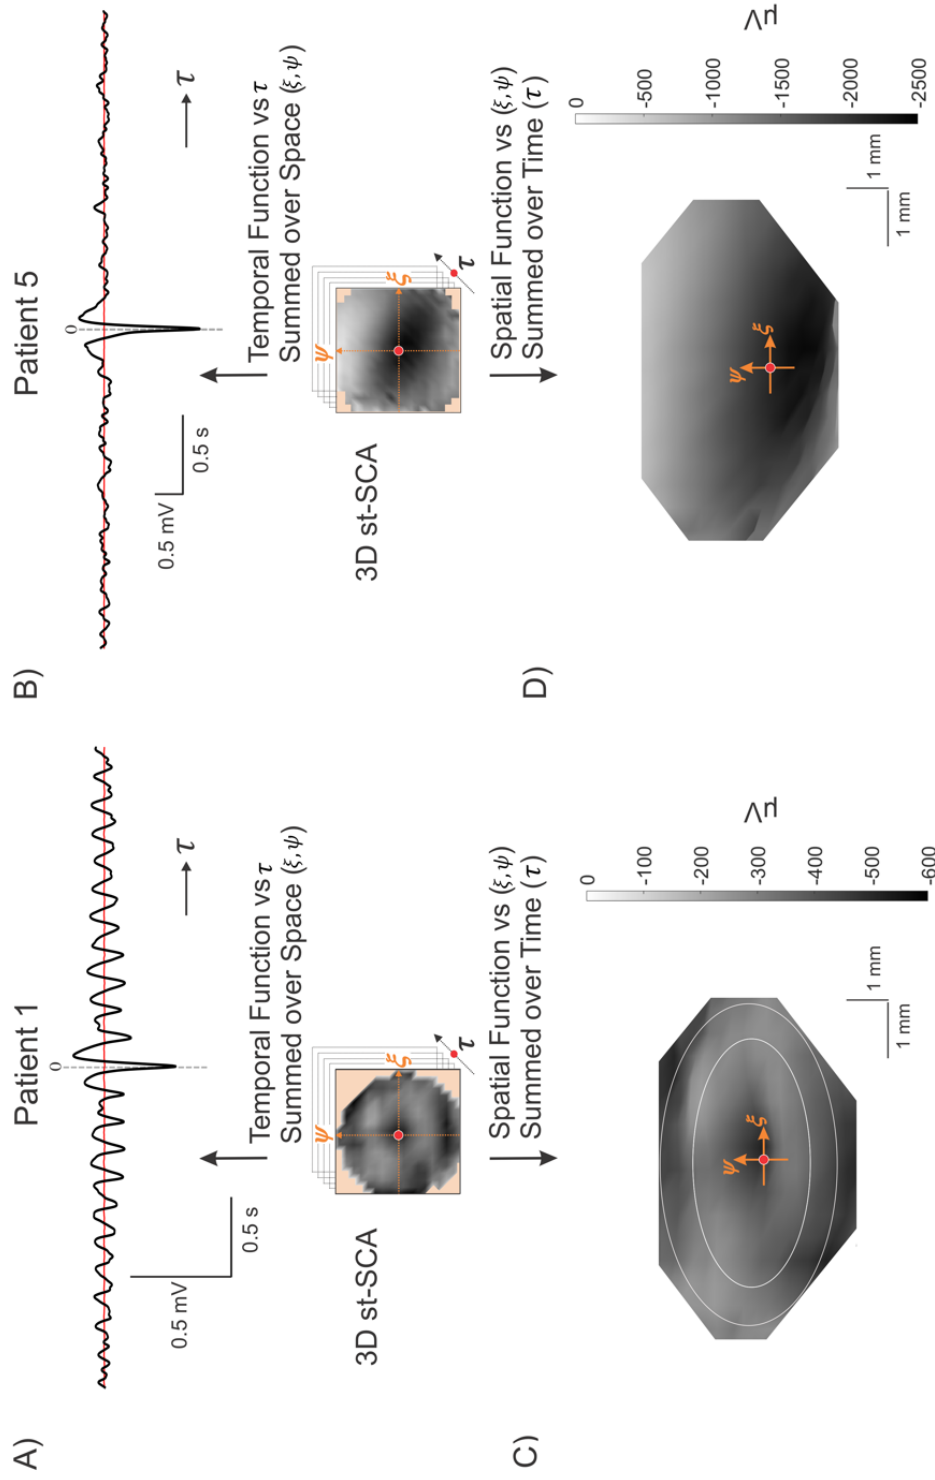 A)
Patient 1
0
τ
0.5 mV
0.5 s
Temporal Function vs τ
Summed over Space (ξ,ψ)
3D st-SCA
ψ
ξ
τ
Spatial Function vs (ξ,ψ)
Summed over Time (τ)
C)
ψ
ξ
1 mm
1 mm
0
-100
-200
-300
-400
-500
-600
μV
B)
Patient 5
0
τ
0.5 mV
0.5 s
Temporal Function vs τ
Summed over Space (ξ,ψ)
3D st-SCA
ψ
ξ
τ
Spatial Function vs (ξ,ψ)
Summed over Time (τ)
D)
ψ
ξ
1 mm
1 mm
0
-500
-1000
-1500
-2000
-2500
μV